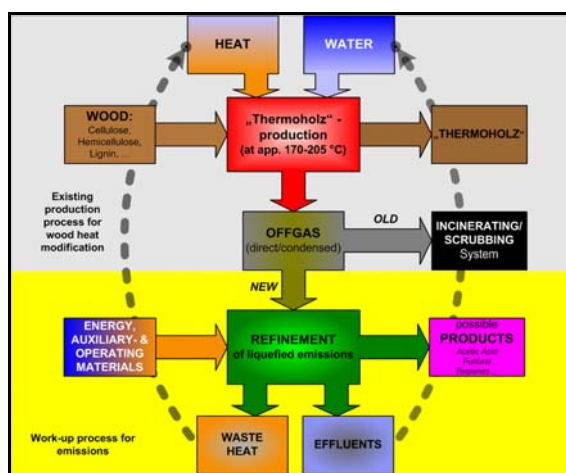 HEAT
WATER
WOOD:
Cellulose,
Hemicellulose,
Lignin, ...
„Thermoholz“ -
production
(at app. 170-205 °C)
„THERMOHOLZ“
Existing
production
process for
wood heat
modification
OFFGAS
(direct/condensed)
OLD
INCINERATING/
SCRUBBING
System
NEW
ENERGY,
AUXILIARY- &
OPERATING
MATERIALS
REFINEMENT
of liquefied emissions
possible
PRODUCTS
Acetic Acid
Furfural
Terpenes...
Work-up process for
emissions
WASTE
HEAT
EFFLUENTS